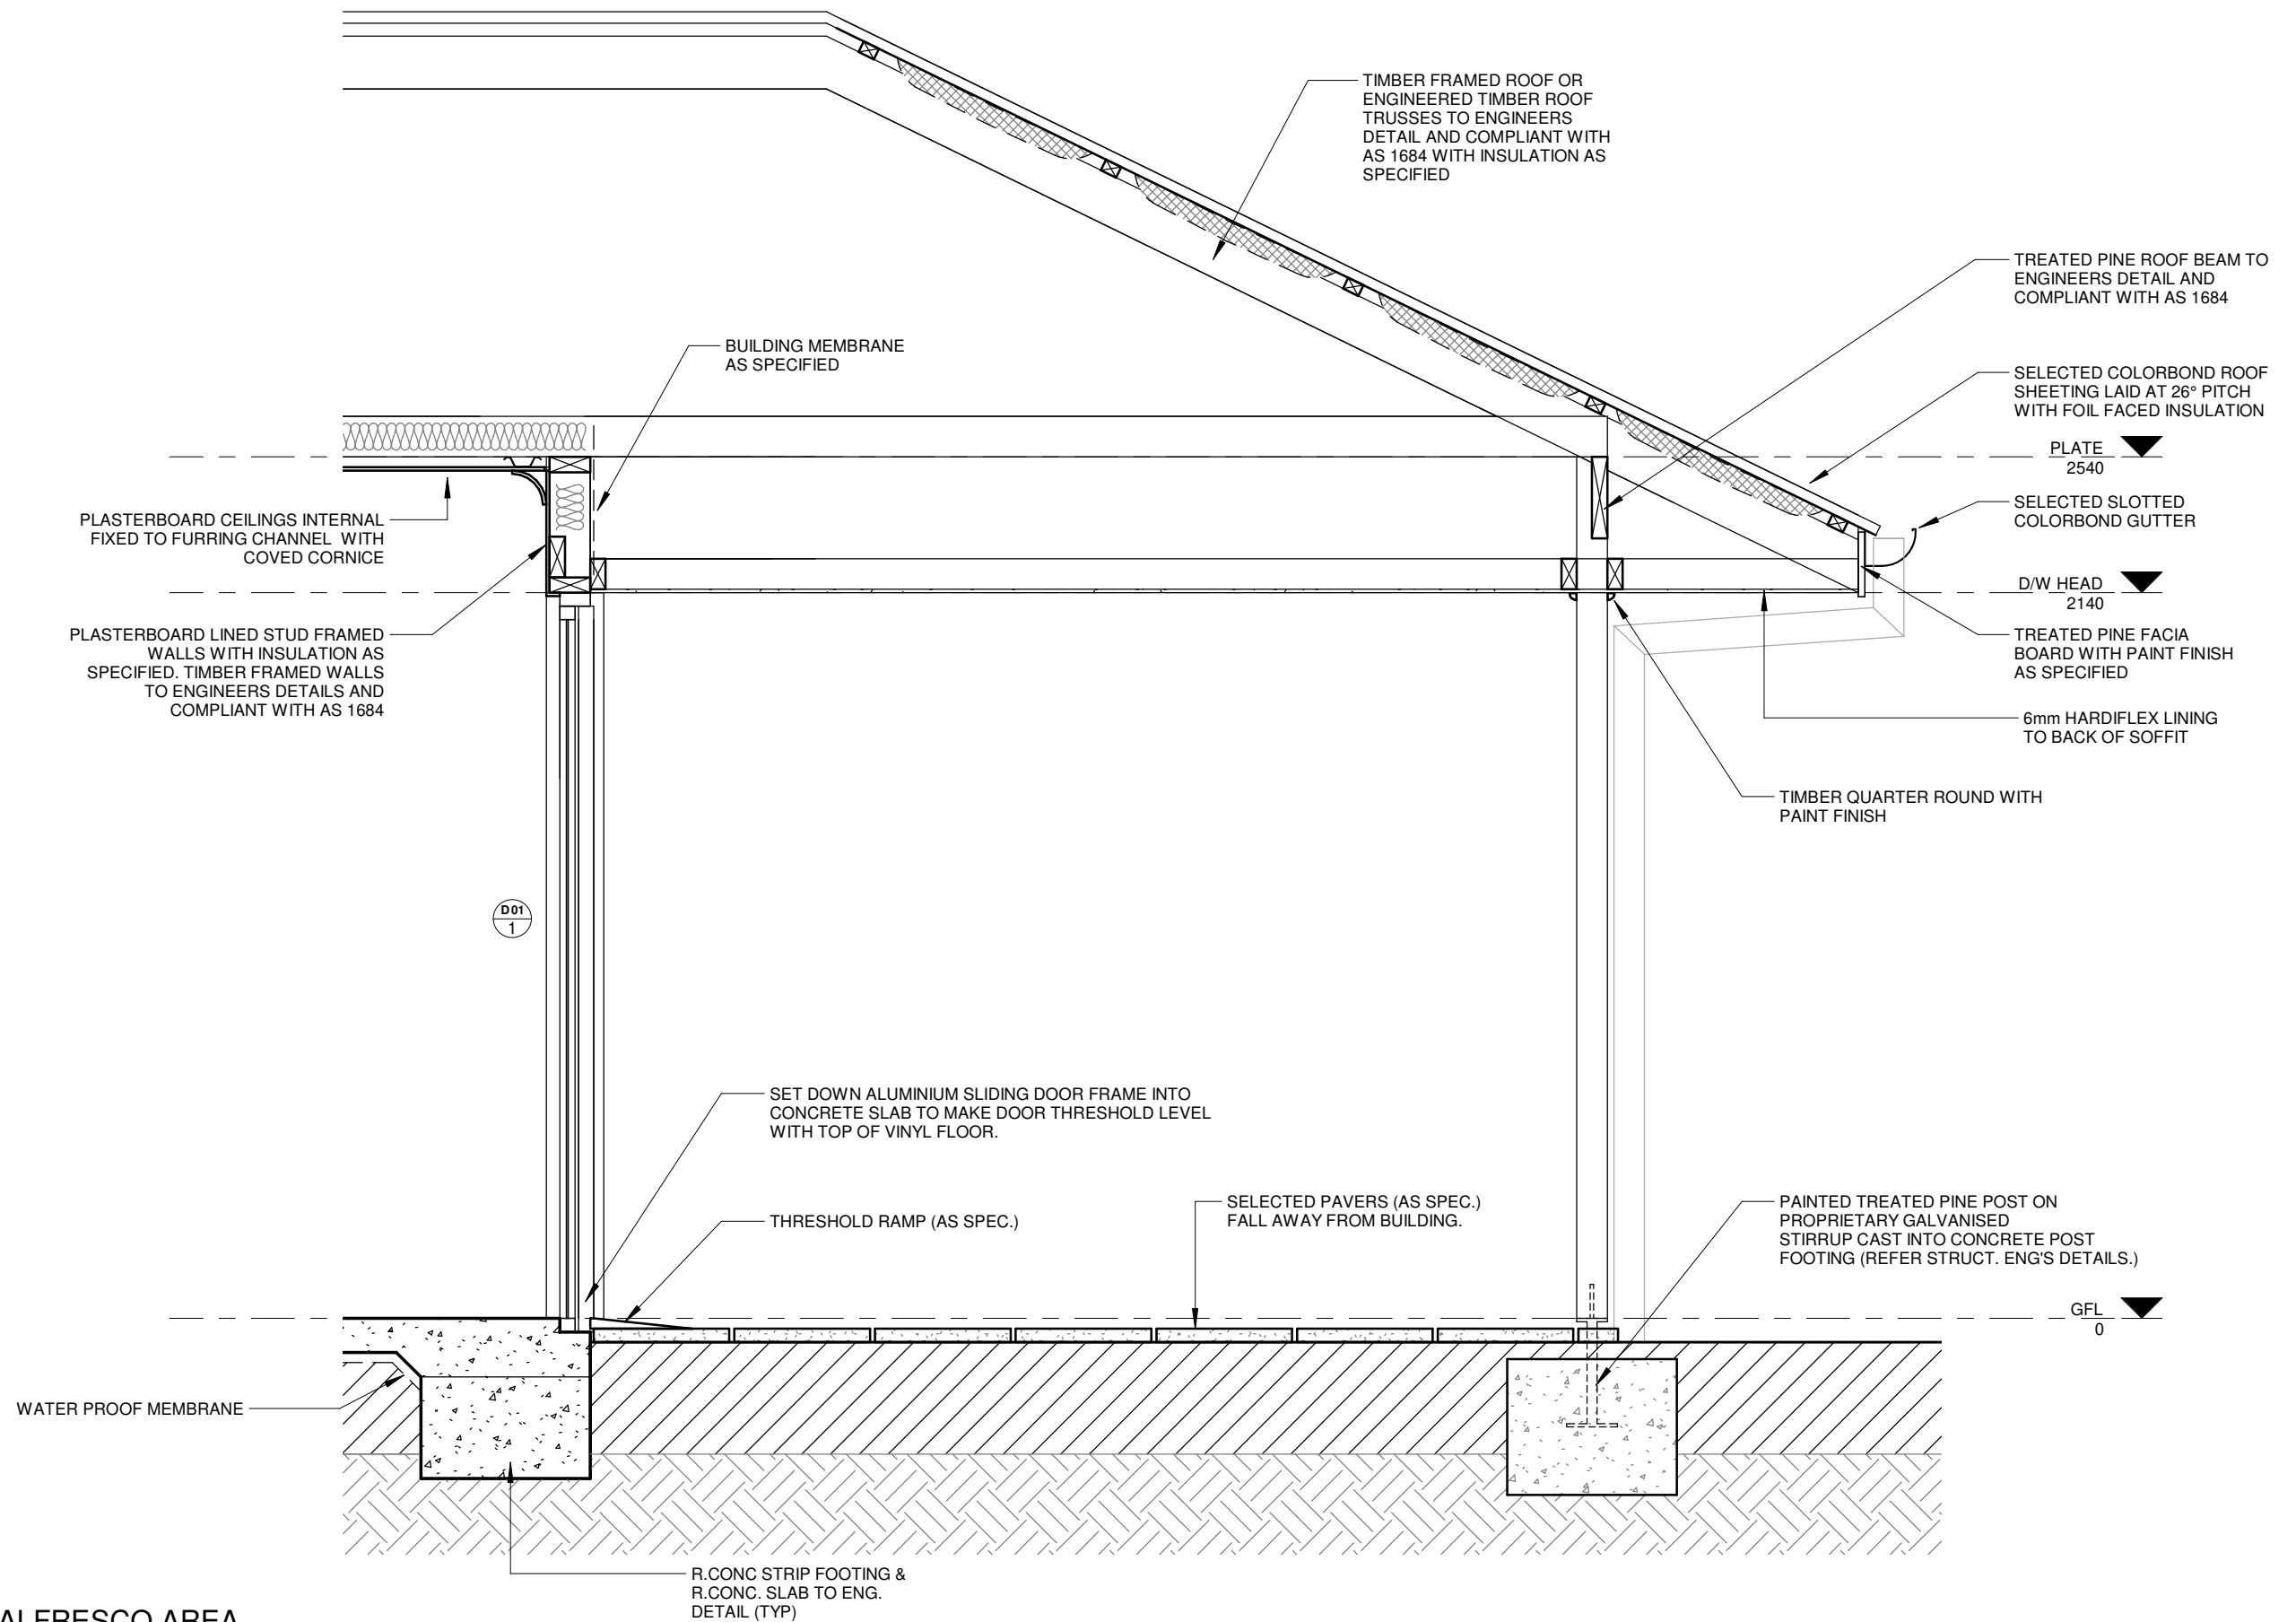 TIMBER FRAMED ROOF OR
ENGINEERED TIMBER ROOF
TRUSSES TO ENGINEERS
DETAIL AND COMPLIANT WITH
AS 1684 WITH INSULATION AS
SPECIFIED
TREATED PINE ROOF BEAM TO
ENGINEERS DETAIL AND
COMPLIANT WITH AS 1684
BUILDING MEMBRANE
AS SPECIFIED
SELECTED COLORBOND ROOF
SHEETING LAID AT 26° PITCH
WITH FOIL FACED INSULATION
PLATE
2540
SELECTED SLOTTED
COLORBOND GUTTER
PLASTERBOARD CEILINGS INTERNAL
FIXED TO FURRING CHANNEL WITH
COVED CORNICE
D/W HEAD
2140
PLASTERBOARD LINED STUD FRAMED
WALLS WITH INSULATION AS
SPECIFIED. TIMBER FRAMED WALLS
TO ENGINEERS DETAILS AND
COMPLIANT WITH AS 1684
TREATED PINE FACIA
BOARD WITH PAINT FINISH
AS SPECIFIED
6mm HARDIFLEX LINING
TO BACK OF SOFFIT
TIMBER QUARTER ROUND WITH
PAINT FINISH
D01
1
SET DOWN ALUMINIUM SLIDING DOOR FRAME INTO
CONCRETE SLAB TO MAKE DOOR THRESHOLD LEVEL
WITH TOP OF VINYL FLOOR.
THRESHOLD RAMP (AS SPEC.)
SELECTED PAVERS (AS SPEC.)
FALL AWAY FROM BUILDING.
PAINTED TREATED PINE POST ON
PROPRIETARY GALVANISED
STIRRUP CAST INTO CONCRETE POST
FOOTING (REFER STRUCT. ENG'S DETAILS.)
GFL
0
WATER PROOF MEMBRANE
R.CONC STRIP FOOTING &
R.CONC. SLAB TO ENG.
DETAIL (TYP)
ALFRESCO AREA